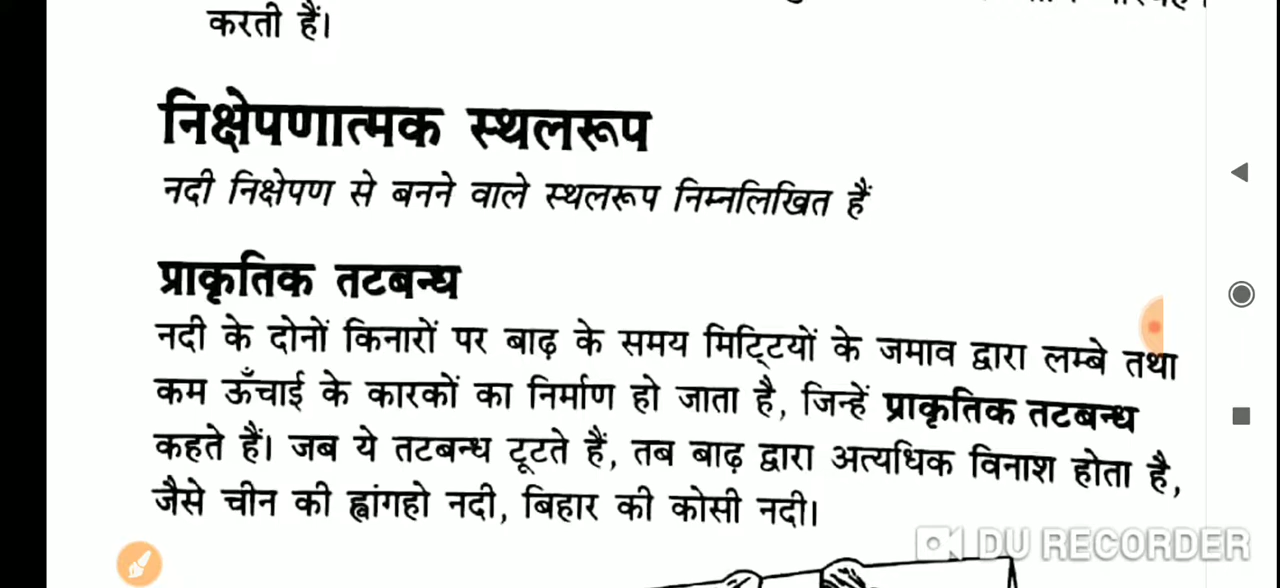 करती हैं।
निक्षेपणात्मक स्थलरूप
नदी निक्षेपण से बनने वाले स्थलरूप निम्नलिखित हैं
प्राकृतिक तटबन्ध
नदी के दोनों किनारों पर बाढ़ के समय मिट्टियों के जमाव द्वारा लम्बे तथा
कम ऊँचाई के कारकों का निर्माण हो जाता है, जिन्हें प्राकृतिक तटबन्ध
कहते हैं। जब ये तटबन्ध टूटते हैं, तब बाढ़ द्वारा अत्यधिक विनाश होता है,
जैसे चीन की ह्वांगहो नदी, बिहार की कोसी नदी।
DU RECORDER